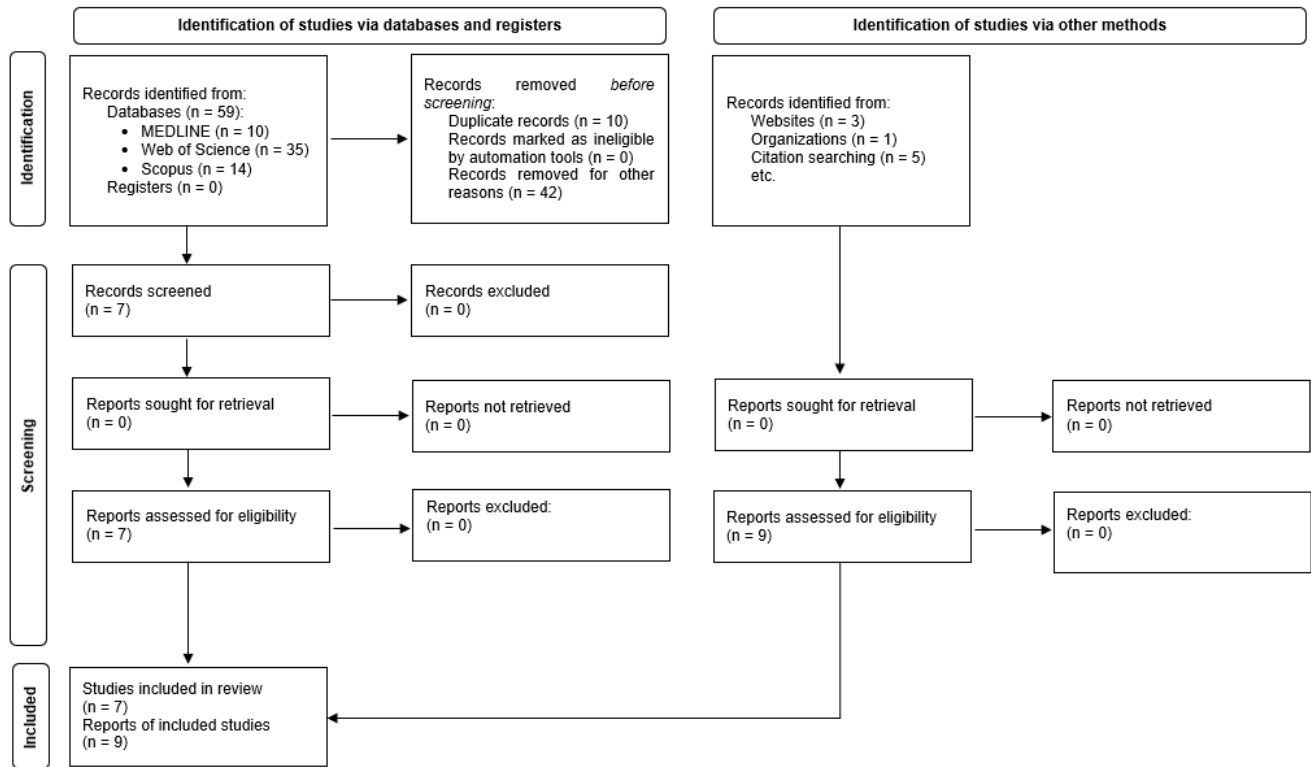 Identification of studies via databases and registers
Identification of studies via other methods
Identification
Records identified from:
Databases (n = 59):
• MEDLINE (n = 10)
• Web of Science (n = 35)
• Scopus (n = 14)
Registers (n = 0)
Records removed before
screening:
Duplicate records (n = 10)
Records marked as ineligible
by automation tools (n = 0)
Records removed for other
reasons (n = 42)
Records identified from:
Websites (n = 3)
Organizations (n = 1)
Citation searching (n = 5)
etc.
Screening
Records screened
(n = 7)
Records excluded
(n = 0)
Reports sought for retrieval
(n = 0)
Reports not retrieved
(n = 0)
Reports sought for retrieval
(n = 0)
Reports not retrieved
(n = 0)
Reports assessed for eligibility
(n = 7)
Reports excluded:
(n = 0)
Reports assessed for eligibility
(n = 9)
Reports excluded:
(n = 0)
Included
Studies included in review
(n = 7)
Reports of included studies
(n = 9)